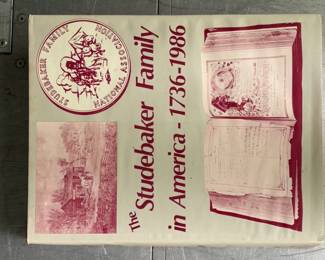 STUDEBAKER FAMILY
NATIONAL ASSOCIATION
The Studebaker Family
in America - 1736-1986